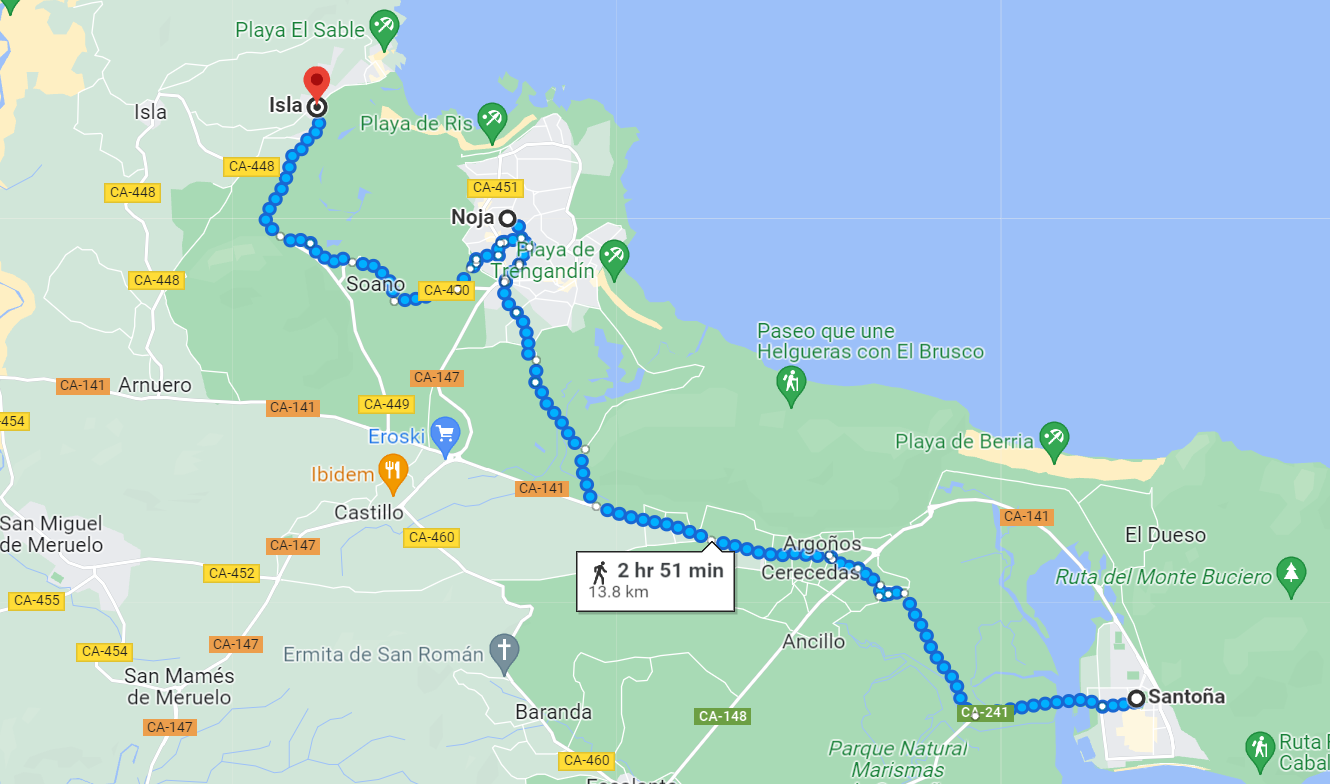 Playa El Sable
Isla
Isla
Playa de Ris
CA-448
CA-451
CA-448
Noja
Playa de
Trengandín
CA-448
Soano
CA-430
Paseo que une
Helgueras con El Brusco
CA-141
Arnuero
CA-147
CA-141
CA-449
-454
Eroski
Playa de Berria
Ibidem
CA-141
Castillo
CA-141
San Miguel
de Meruelo
CA-460
El Dueso
CA-147
Argoños
Cerecedas
2 hr 51 min
13.8 km
CA-452
Ruta del Monte Buciero
CA-455
CA-147
Ancillo
CA-454
Ermita de San Román
San Mamés
de Meruelo
Santoña
Baranda
CA-148
CA-241
CA-147
Parque Natural
Marismas
CA-460
Ruta
Cabal
Escalante